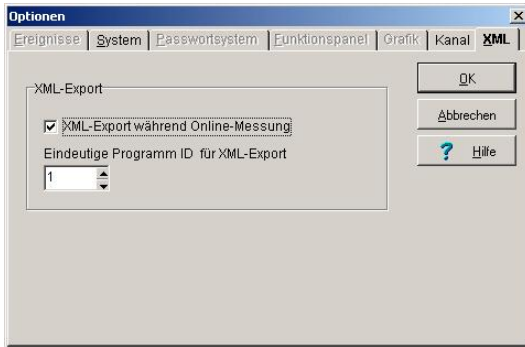 Optionen
Ereignisse System Passwortsystem Funktionspanel Grafik Kanal XML
XML-Export
XML-Export während Online-Messung
Eindeutige Programm ID für XML-Export
1
OK
Abbrechen
? Hilfe